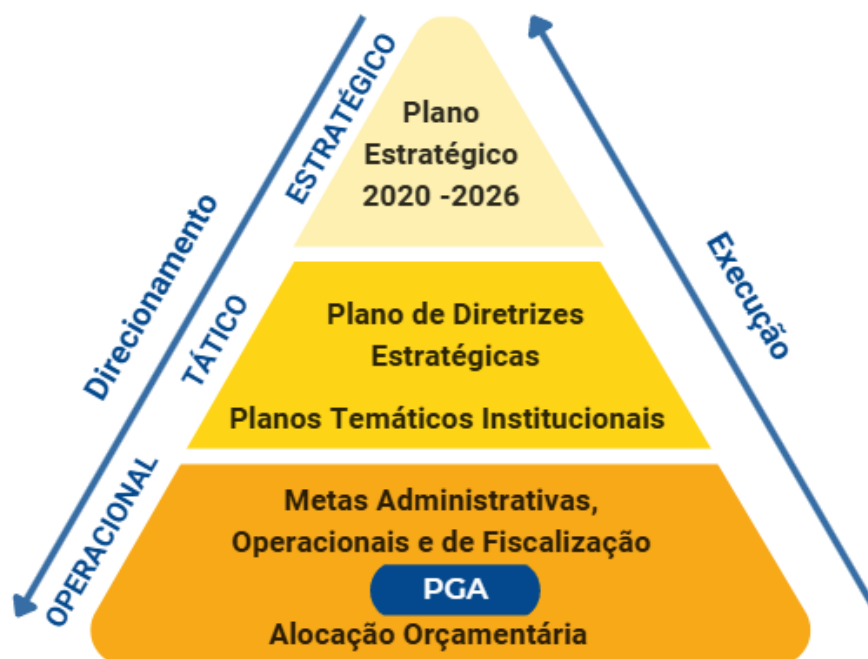 ESTRATÉGICO
Plano
Estratégico
2020 -2026
Direcionamento
Execução
TÁTICO
Plano de Diretrizes
Estratégicas
Planos Temáticos Institucionais
OPERACIONAL
Metas Administrativas,
Operacionais e de Fiscalização
PGA
Alocação Orçamentária